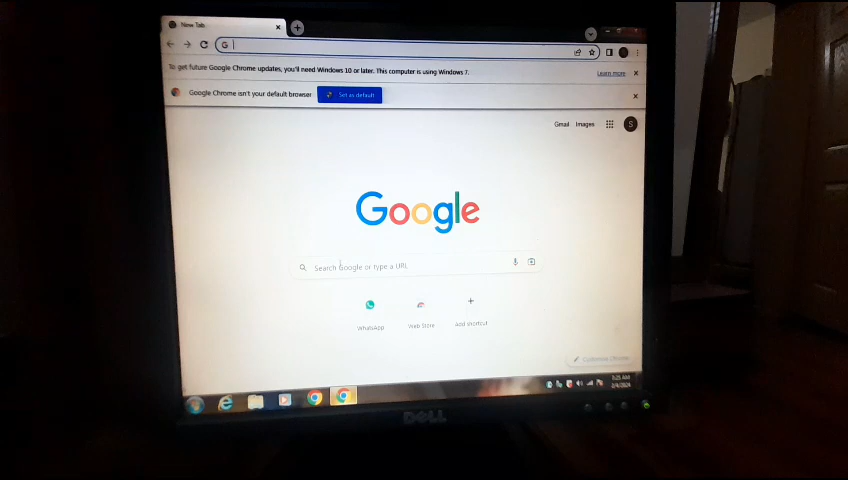 New Tab
G
To get future Google Chrome updates, you'll need Windows 10 or later. This computer is using Windows 7.
Learn more
Google Chrome isn't your default browser
Set as default
Gmail
Images
S
Google
Search Google or type a URL
WhatsApp
Web Store
Add shortcut
Customize Chrome
DELL